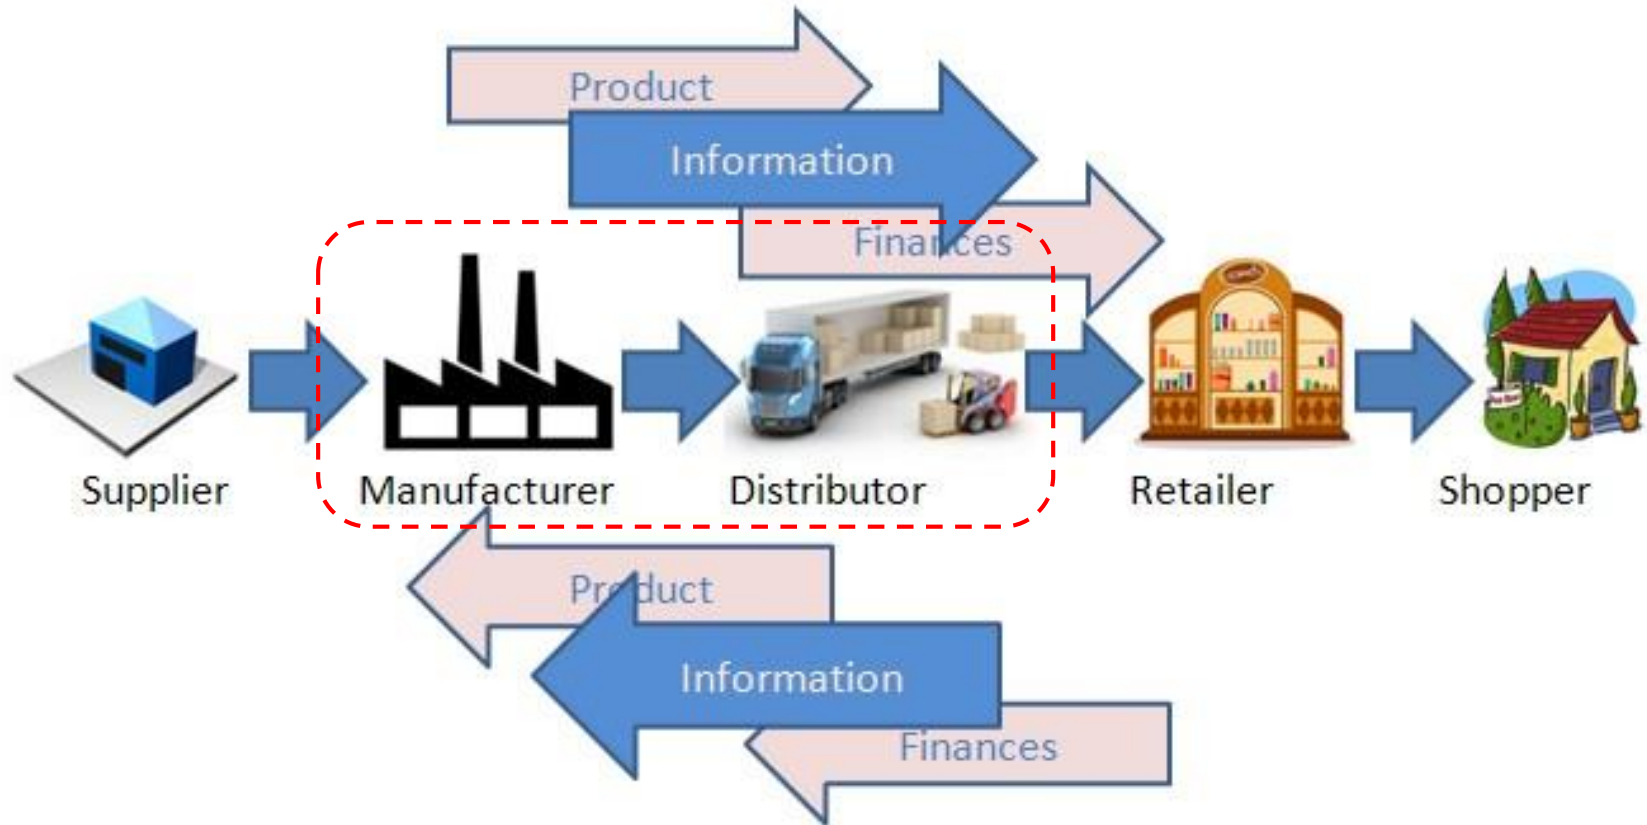 Product
Information
Finances
Supplier
Manufacturer
Distributor
Retailer
Shopper
Product
Information
Finances